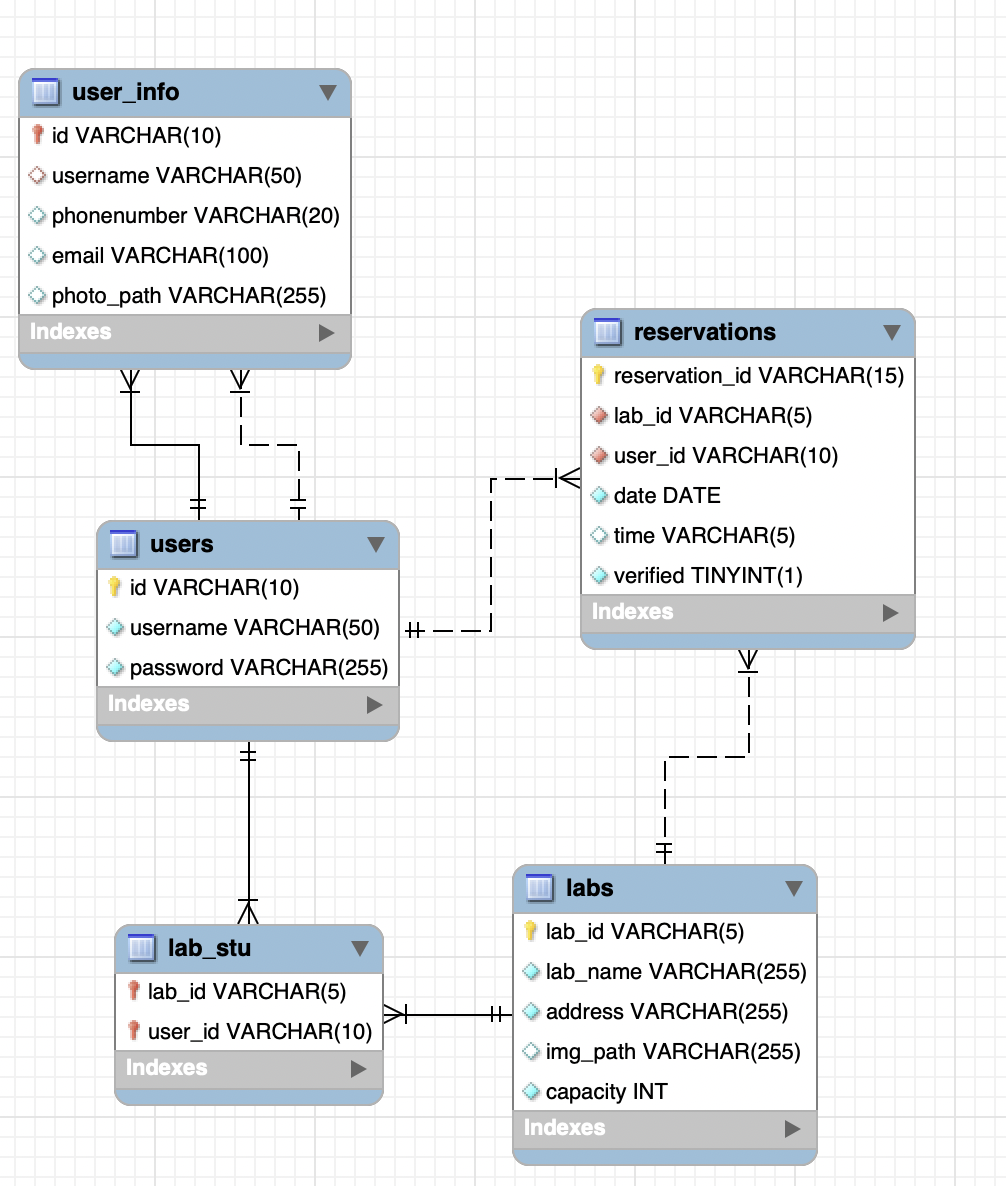 user_info
id VARCHAR(10)
username VARCHAR(50)
phonenumber VARCHAR(20)
email VARCHAR(100)
photo_path VARCHAR(255)
Indexes
reservations
reservation_id VARCHAR(15)
lab_id VARCHAR(5)
user_id VARCHAR(10)
date DATE
time VARCHAR(5)
verified TINYINT(1)
Indexes
users
id VARCHAR(10)
username VARCHAR(50)
password VARCHAR(255)
Indexes
lab_stu
lab_id VARCHAR(5)
user_id VARCHAR(10)
Indexes
labs
lab_id VARCHAR(5)
lab_name VARCHAR(255)
address VARCHAR(255)
img_path VARCHAR(255)
capacity INT
Indexes